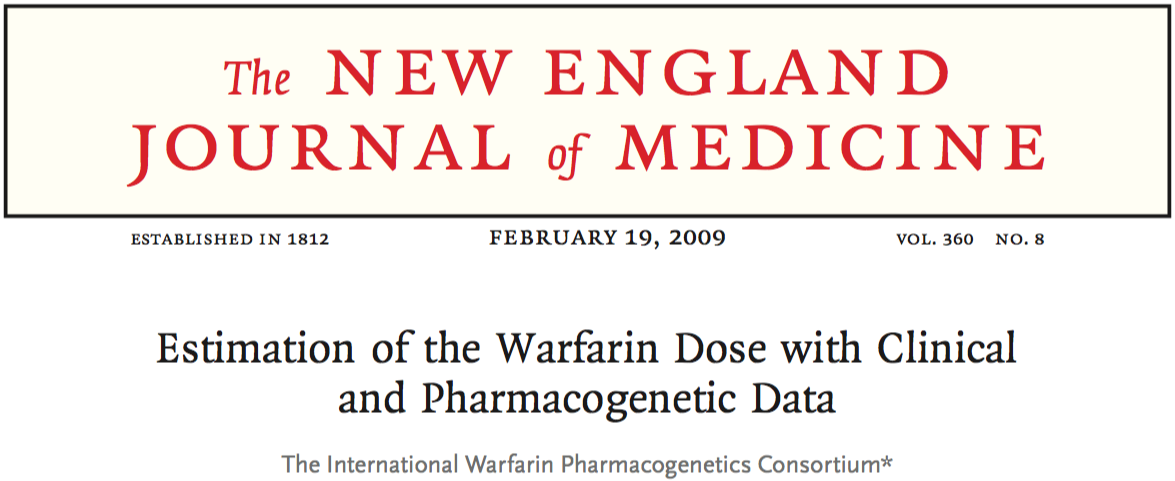 The NEW ENGLAND
JOURNAL of MEDICINE
ESTABLISHED IN 1812 FEBRUARY 19, 2009 VOL. 360 NO. 8
Estimation of the Warfarin Dose with Clinical
and Pharmacogenetic Data
The International Warfarin Pharmacogenetics Consortium*